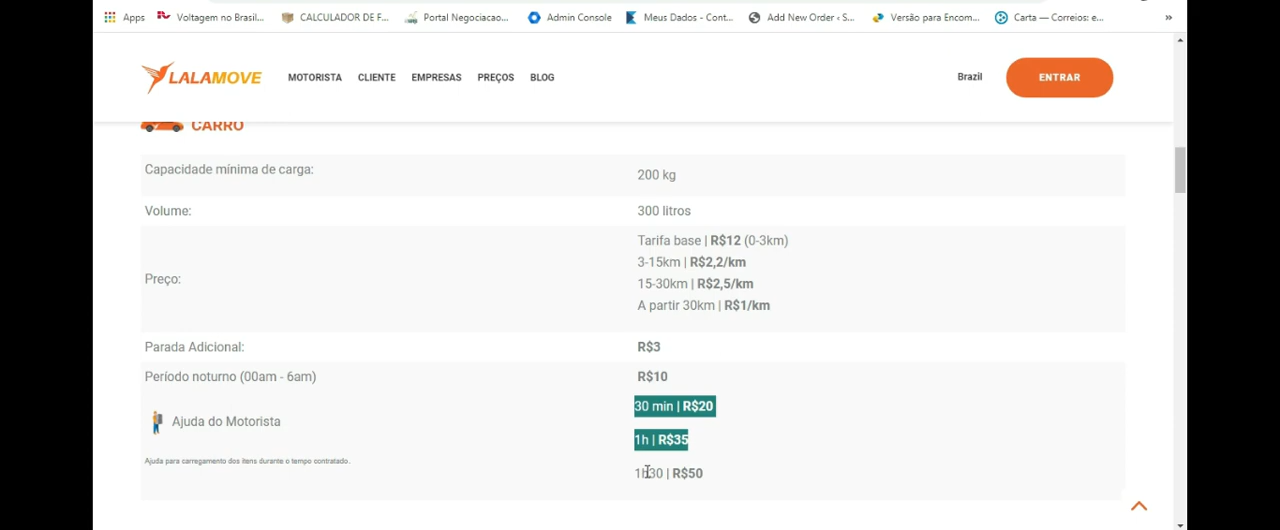 Apps Voltagem no Brasil... CALCULADOR DE F... Portal Negociacao... Admin Console Meus Dados - Cont... Add New Order ‹ S... Versão para Encom... Carta — Correios: e... »
LALAMOVE MOTORISTA CLIENTE EMPRESAS PREÇOS BLOG Brazil ENTRAR
CARRO
Capacidade mínima de carga: 200 kg
Volume: 300 litros
Preço:
Tarifa base | R$12 (0-3km)
3-15km | R$2,2/km
15-30km | R$2,5/km
A partir 30km | R$1/km
Parada Adicional: R$3
Período noturno (00am - 6am) R$10
Ajuda do Motorista
Ajuda para carregamento dos itens durante o tempo contratado.
30 min | R$20
1h | R$35
1h30 | R$50